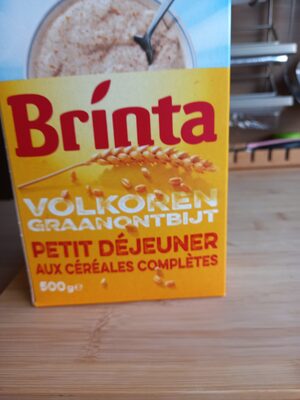 Brinta
VOLKOREN
GRAANONTBIJT
PETIT DÉJEUNER
AUX CÉRÉALES COMPLÈTES
500g℮